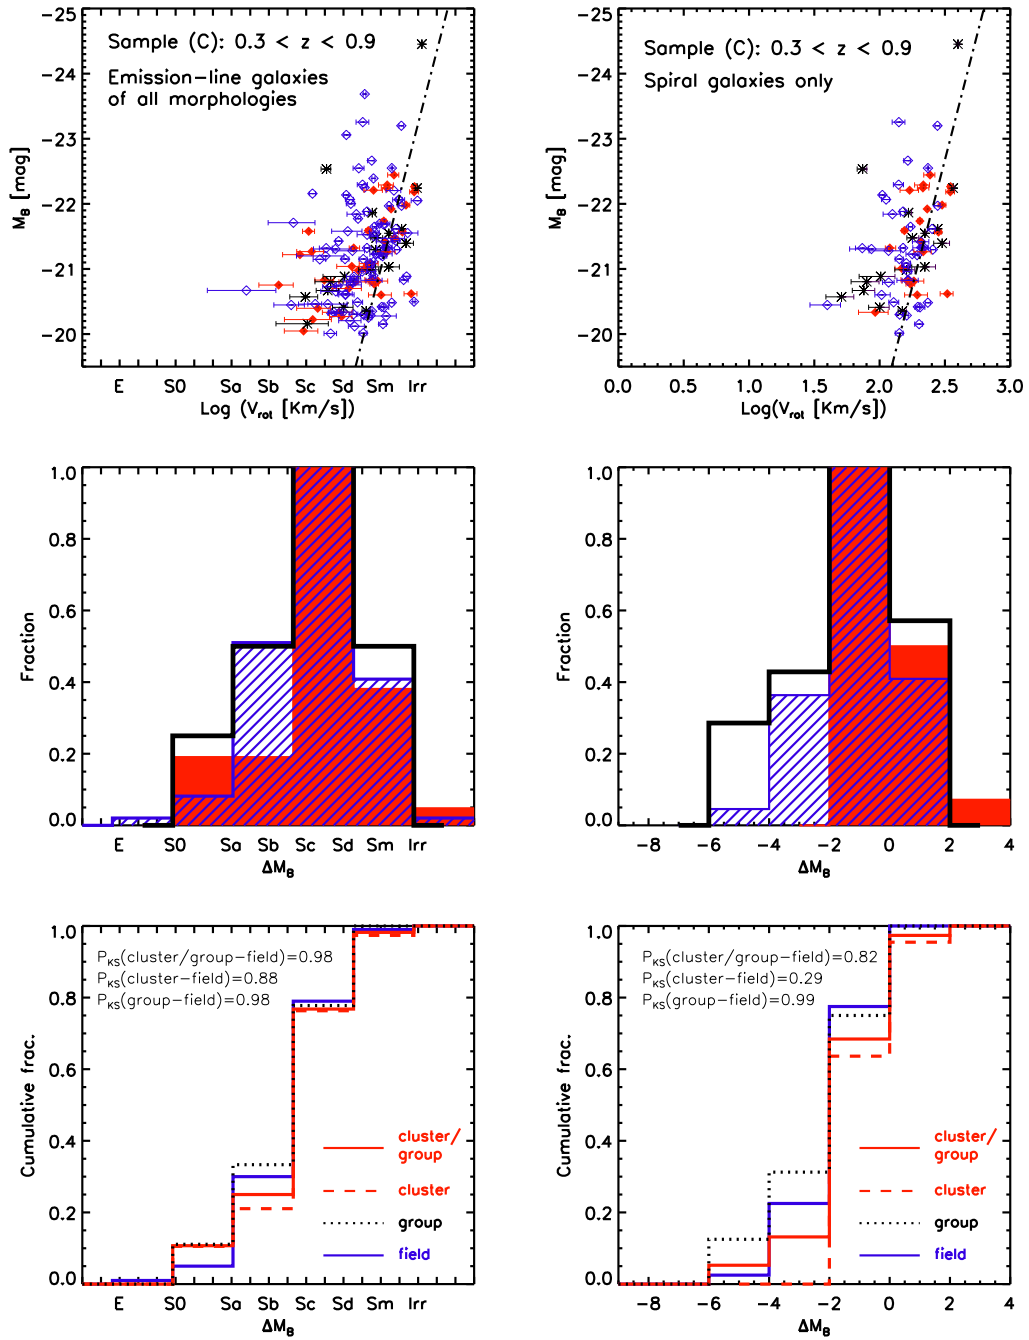 Sample (C): 0.3 < z < 0.9
Emission-line galaxies
of all morphologies
M_B [mag]
-25
-24
-23
-22
-21
-20
E S0 Sa Sb Sc Sd Sm Irr
Log (V_rot [Km/s])
Sample (C): 0.3 < z < 0.9
Spiral galaxies only
M_B [mag]
-25
-24
-23
-22
-21
-20
0.0 0.5 1.0 1.5 2.0 2.5 3.0
Log(V_rot [Km/s])
Fraction
1.0
0.8
0.6
0.4
0.2
0.0
E S0 Sa Sb Sc Sd Sm Irr
ΔM_B
Fraction
1.0
0.8
0.6
0.4
0.2
0.0
-8 -6 -4 -2 0 2 4
ΔM_B
P_KS(cluster/group-field)=0.98
P_KS(cluster-field)=0.88
P_KS(group-field)=0.98
Cumulative frac.
1.0
0.8
0.6
0.4
0.2
0.0
cluster/
group
cluster
group
field
E S0 Sa Sb Sc Sd Sm Irr
ΔM_B
P_KS(cluster/group-field)=0.82
P_KS(cluster-field)=0.29
P_KS(group-field)=0.99
Cumulative frac.
1.0
0.8
0.6
0.4
0.2
0.0
cluster/
group
cluster
group
field
-8 -6 -4 -2 0 2 4
ΔM_B